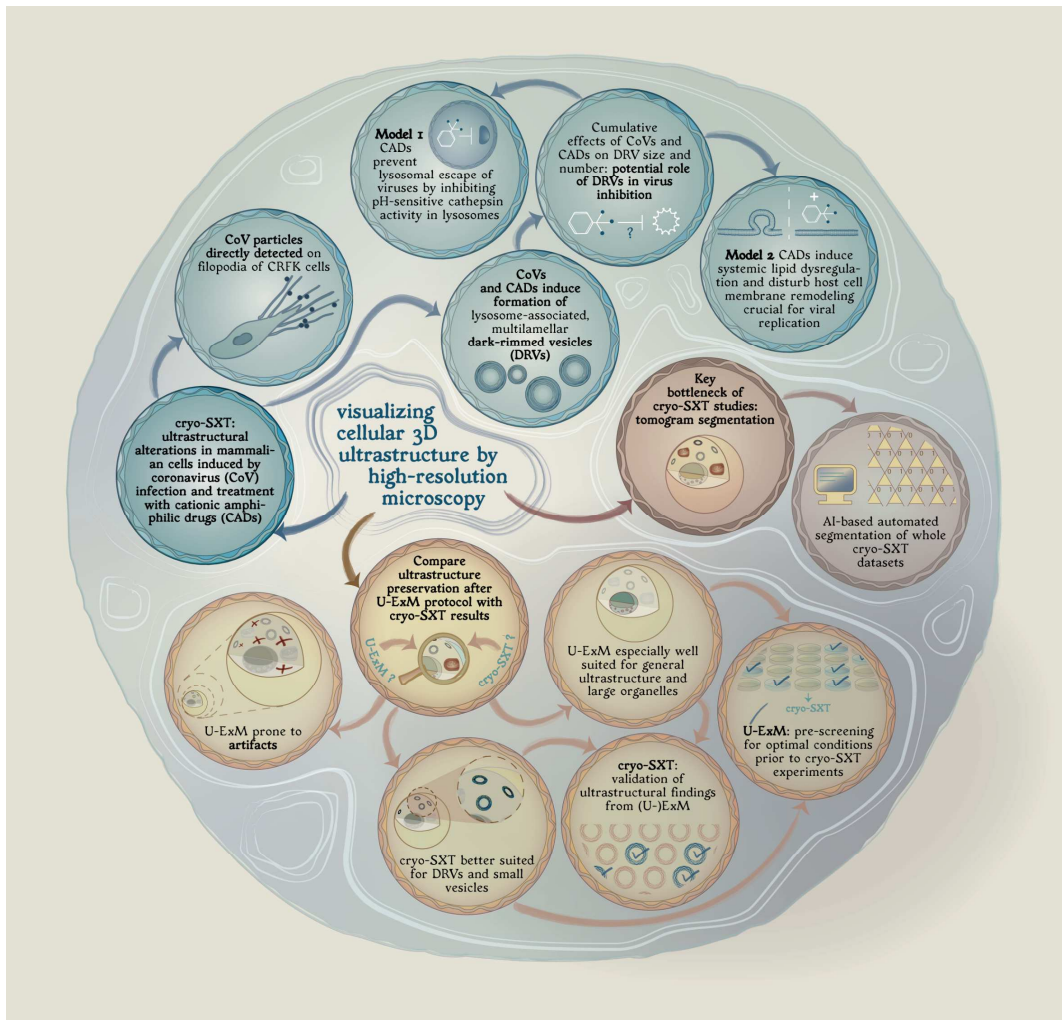 visualizing
cellular 3D
ultrastructure by
high-resolution
microscopy
cryo-SXT:
ultrastructural
alterations in mammali-
an cells induced by
coronavirus (CoV)
infection and treatment
with cationic amphi-
philic drugs (CADs)
CoV particles
directly detected on
filopodia of CRFK cells
CoVs
and CADs induce
formation of
lysosome-associated,
multilamellar
dark-rimmed vesicles
(DRVs)
Cumulative
effects of CoVs and
CADs on DRV size and
number: potential role
of DRVs in virus
inhibition
?
Model 1
CADs
prevent
lysosomal escape of
viruses by inhibiting
pH-sensitive cathepsin
activity in lysosomes
+
Model 2 CADs induce
systemic lipid dysregula-
tion and disturb host cell
membrane remodeling
crucial for viral
replication
Key
bottleneck of
cryo-SXT studies:
tomogram segmentation
AI-based automated
segmentation of whole
cryo-SXT
datasets
Compare
ultrastructure
preservation after
U-ExM protocol with
cryo-SXT results
U-ExM ?
cryo-SXT ?
U-ExM prone to
artifacts
U-ExM especially well
suited for general
ultrastructure and
large organelles
cryo-SXT better suited
for DRVs and small
vesicles
cryo-SXT:
validation of
ultrastructural findings
from (U-)ExM
cryo-SXT
U-ExM: pre-screening
for optimal conditions
prior to cryo-SXT
experiments